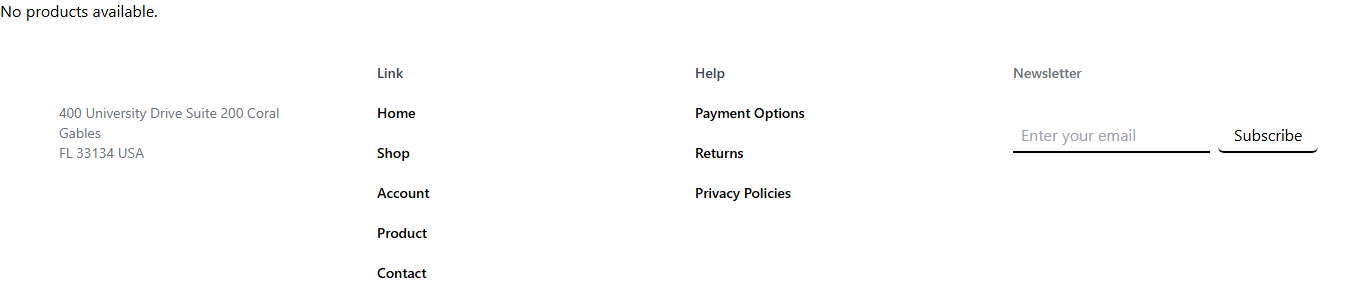 No products available.
400 University Drive Suite 200 Coral
Gables
FL 33134 USA
Link
Home
Shop
Account
Product
Contact
Help
Payment Options
Returns
Privacy Policies
Newsletter
Enter your email
Subscribe